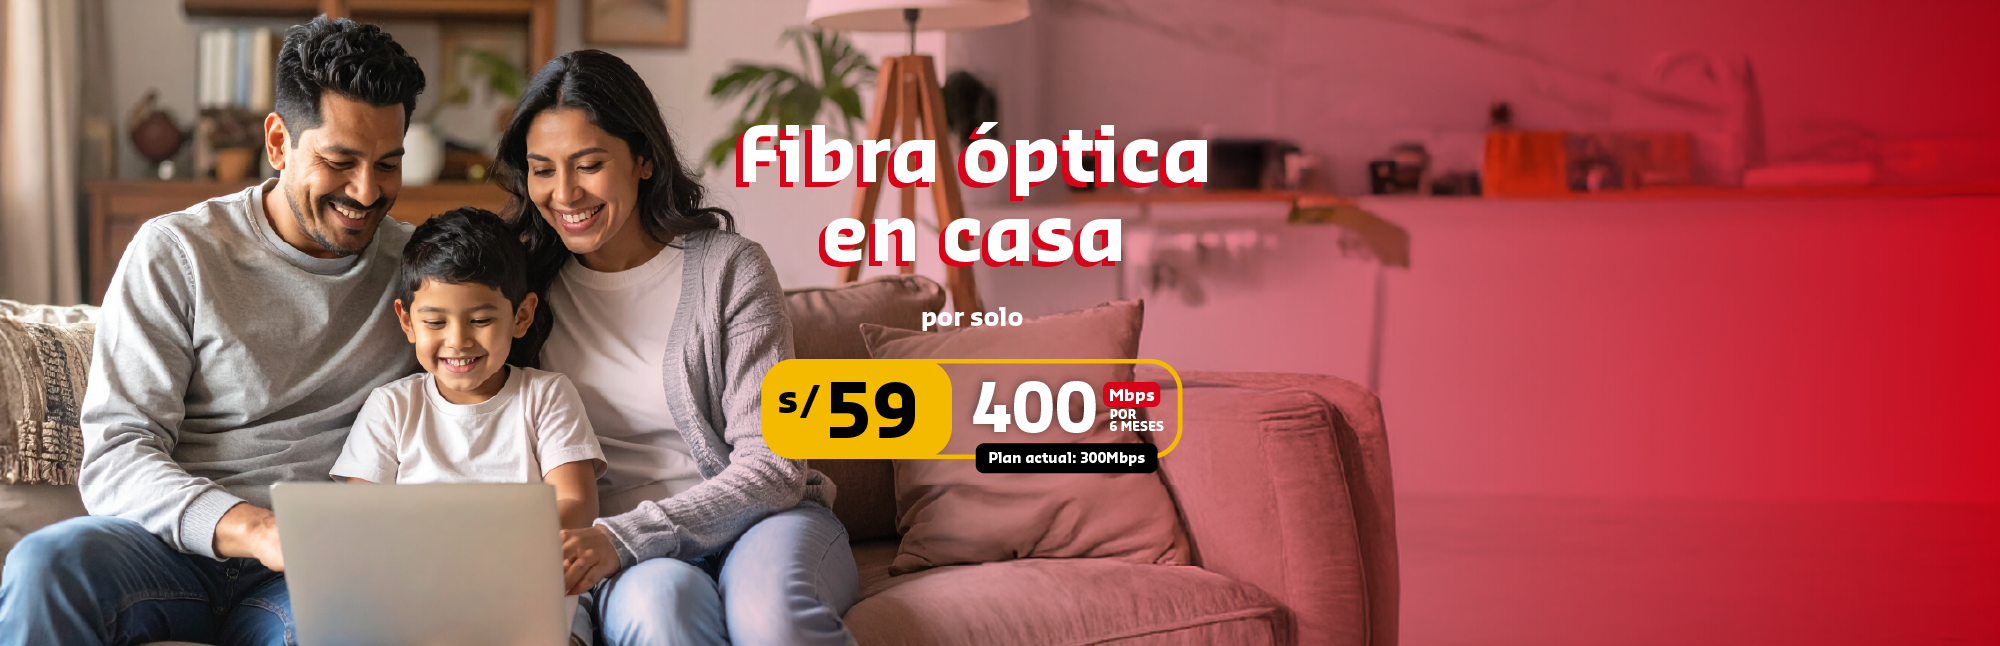 Fibra óptica
en casa
por solo
S/59
400 Mbps
POR
6 MESES
Plan actual: 300Mbps